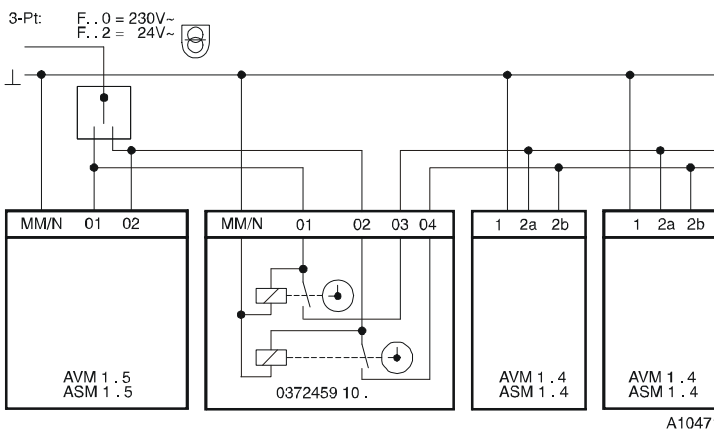 3-Pt: F. . 0 = 230V~
F. . 2 = 24V~
MM/N 01 02
MM/N 01 02 03 04
1 2a 2b
1 2a 2b
AVM 1 . 5
ASM 1 . 5
0372459 10 .
AVM 1 . 4
ASM 1 . 4
AVM 1 . 4
ASM 1 . 4
A1047